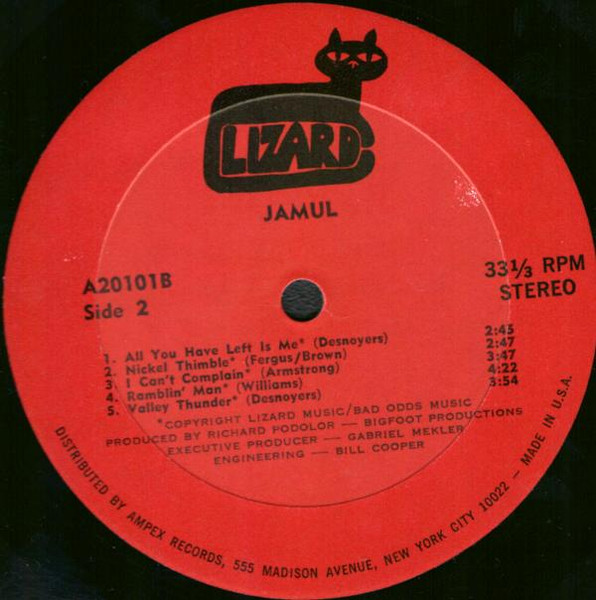 LIZARD
JAMUL
A20101B
Side 2
33⅓ RPM
STEREO
1. All You Have Left Is Me* (Desnoyers) 2:45
2. Nickel Thimble* (Fergus/Brown) 2:47
3. I Can't Complain* (Armstrong) 3:47
4. Ramblin' Man* (Williams) 4:22
5. Valley Thunder* (Desnoyers) 3:54
*COPYRIGHT LIZARD MUSIC/BAD ODDS MUSIC
PRODUCED BY RICHARD PODOLOR — BIGFOOT PRODUCTIONS
EXECUTIVE PRODUCER — GABRIEL MEKLER
ENGINEERING — BILL COOPER
DISTRIBUTED BY AMPEX RECORDS, 555 MADISON AVENUE, NEW YORK CITY 10022 — MADE IN U.S.A.